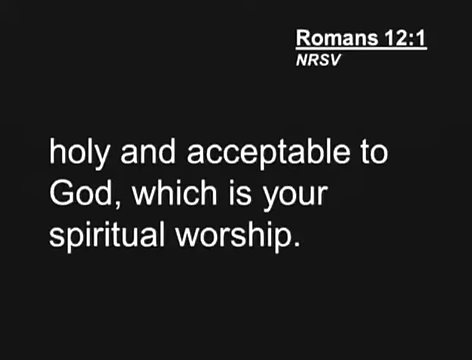 Romans 12:1
NRSV
holy and acceptable to
God, which is your
spiritual worship.